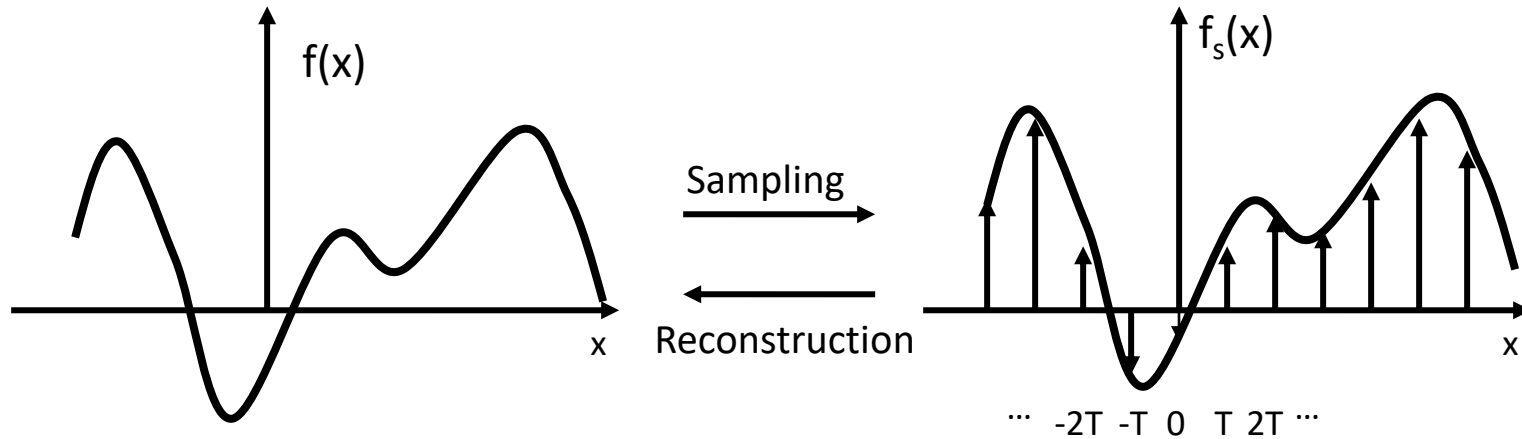 f(x)
x
Sampling
Reconstruction
fₛ(x)
x
... -2T -T 0 T 2T ...